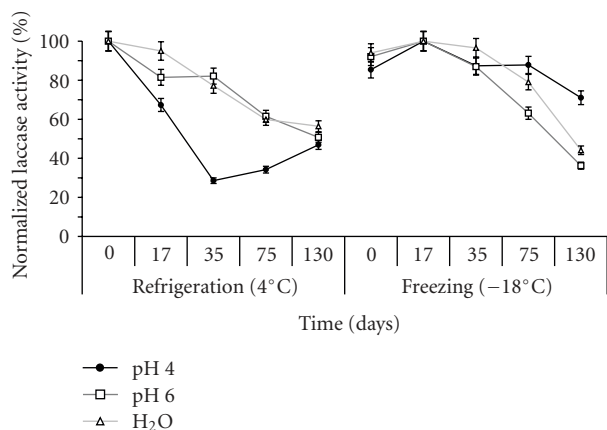 Normalized laccase activity (%)
100
80
60
40
20
0
0 17 35 75 130 0 17 35 75 130
Refrigeration (4°C) Freezing (−18°C)
Time (days)
pH 4
pH 6
H₂O